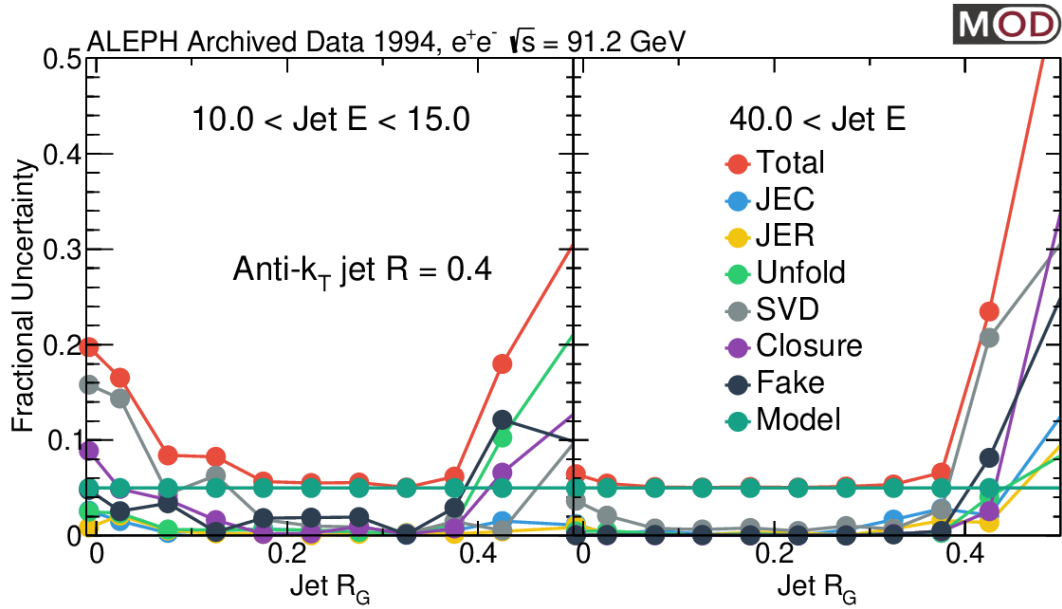 MOD
ALEPH Archived Data 1994, e⁺e⁻ √s = 91.2 GeV
Fractional Uncertainty
0.5
0.4
0.3
0.2
0.1
0
10.0 < Jet E < 15.0
Anti-k_T jet R = 0.4
40.0 < Jet E
Total
JEC
JER
Unfold
SVD
Closure
Fake
Model
0 0.2 0.4
0 0.2 0.4
Jet R_G
Jet R_G